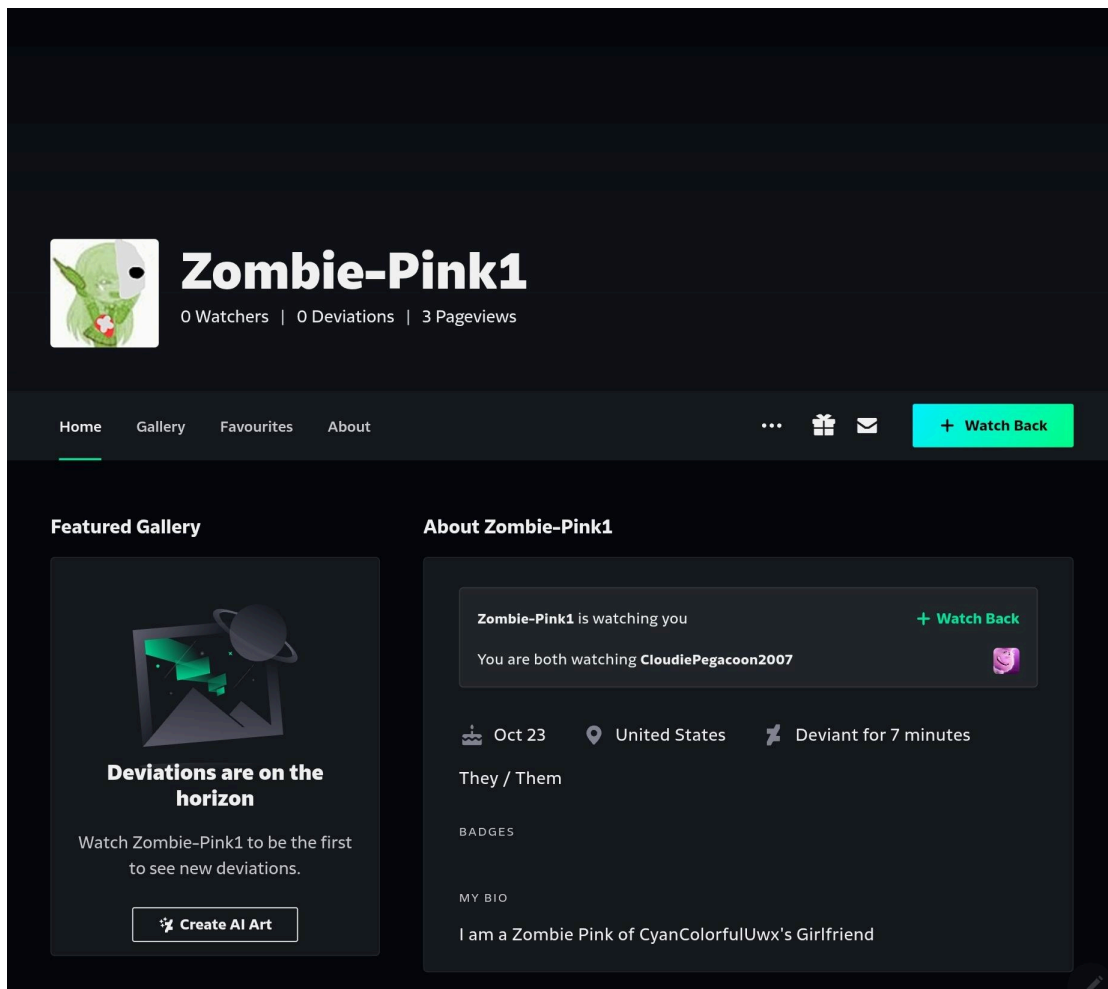 Zombie-Pink1
0 Watchers | 0 Deviations | 3 Pageviews
Home Gallery Favourites About + Watch Back
Featured Gallery
Deviations are on the
horizon
Watch Zombie-Pink1 to be the first
to see new deviations.
Create AI Art
About Zombie-Pink1
Zombie-Pink1 is watching you + Watch Back
You are both watching CloudiePegacoon2007
Oct 23 United States Deviant for 7 minutes
They / Them
BADGES
MY BIO
I am a Zombie Pink of CyanColorfulUwx's Girlfriend